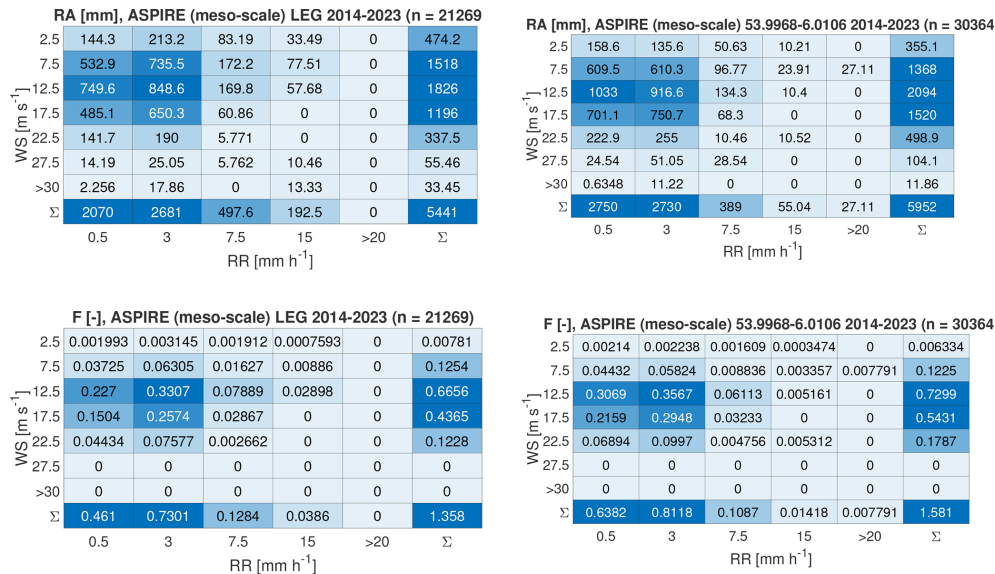 RA [mm], ASPIRE (meso-scale) LEG 2014-2023 (n = 21269
2.5 144.3 213.2 83.19 33.49 0 474.2
7.5 532.9 735.5 172.2 77.51 0 1518
12.5 749.6 848.6 169.8 57.68 0 1826
17.5 485.1 650.3 60.86 0 0 1196
22.5 141.7 190 5.771 0 0 337.5
27.5 14.19 25.05 5.762 10.46 0 55.46
>30 2.256 17.86 0 13.33 0 33.45
Σ 2070 2681 497.6 192.5 0 5441
0.5 3 7.5 15 >20 Σ
WS [m s-1]
RR [mm h-1]
RA [mm], ASPIRE (meso-scale) 53.9968-6.0106 2014-2023 (n = 30364
2.5 158.6 135.6 50.63 10.21 0 355.1
7.5 609.5 610.3 96.77 23.91 27.11 1368
12.5 1033 916.6 134.3 10.4 0 2094
17.5 701.1 750.7 68.3 0 0 1520
22.5 222.9 255 10.46 10.52 0 498.9
27.5 24.54 51.05 28.54 0 0 104.1
>30 0.6348 11.22 0 0 0 11.86
Σ 2750 2730 389 55.04 27.11 5952
0.5 3 7.5 15 >20 Σ
WS [m s-1]
RR [mm h-1]
F [-], ASPIRE (meso-scale) LEG 2014-2023 (n = 21269)
2.5 0.001993 0.003145 0.001912 0.0007593 0 0.00781
7.5 0.03725 0.06305 0.01627 0.00886 0 0.1254
12.5 0.227 0.3307 0.07889 0.02898 0 0.6656
17.5 0.1504 0.2574 0.02867 0 0 0.4365
22.5 0.04434 0.07577 0.002662 0 0 0.1228
27.5 0 0 0 0 0 0
>30 0 0 0 0 0 0
Σ 0.461 0.7301 0.1284 0.0386 0 1.358
0.5 3 7.5 15 >20 Σ
WS [m s-1]
RR [mm h-1]
F [-], ASPIRE (meso-scale) 53.9968-6.0106 2014-2023 (n = 30364
2.5 0.00214 0.002238 0.001609 0.0003474 0 0.006334
7.5 0.04432 0.05824 0.008836 0.003357 0.007791 0.1225
12.5 0.3069 0.3567 0.06113 0.005161 0 0.7299
17.5 0.2159 0.2948 0.03233 0 0 0.5431
22.5 0.06894 0.0997 0.004756 0.005312 0 0.1787
27.5 0 0 0 0 0 0
>30 0 0 0 0 0 0
Σ 0.6382 0.8118 0.1087 0.01418 0.007791 1.581
0.5 3 7.5 15 >20 Σ
WS [m s-1]
RR [mm h-1]